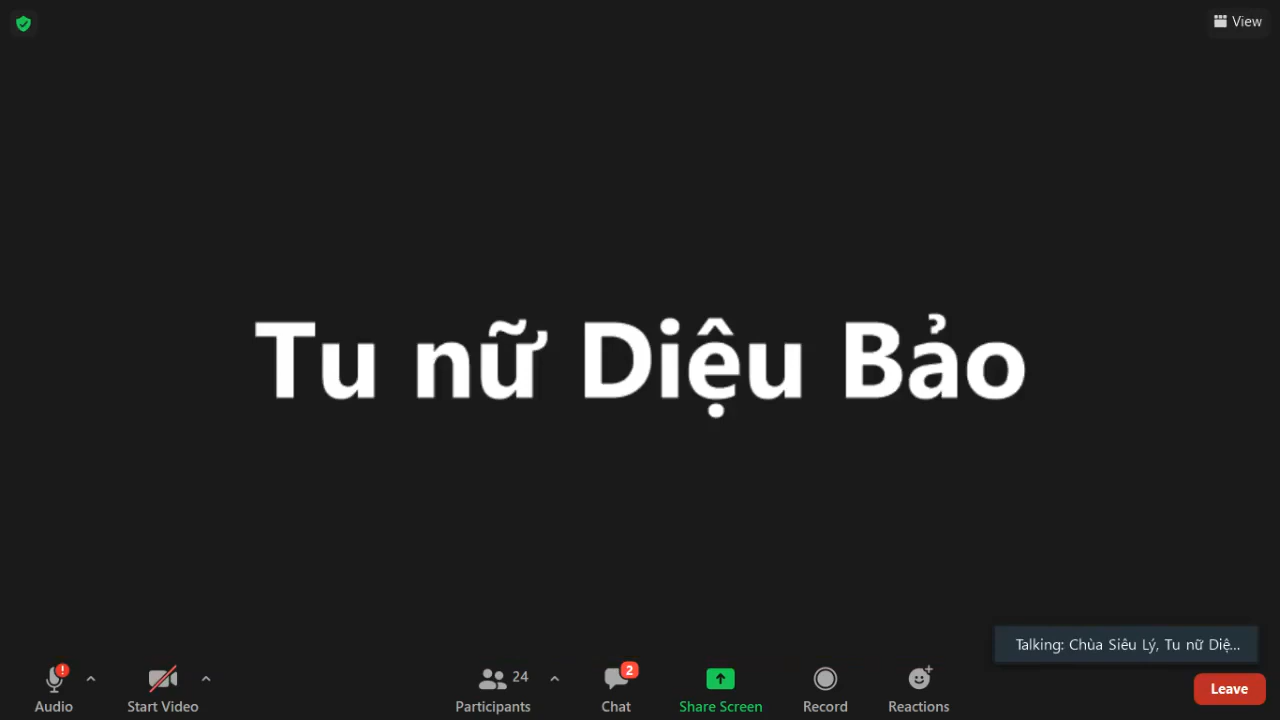 View
Tu nữ Diệu Bảo
Talking: Chùa Siêu Lý, Tu nữ Diệ...
Audio
Start Video
24
Participants
2
Chat
Share Screen
Record
Reactions
Leave